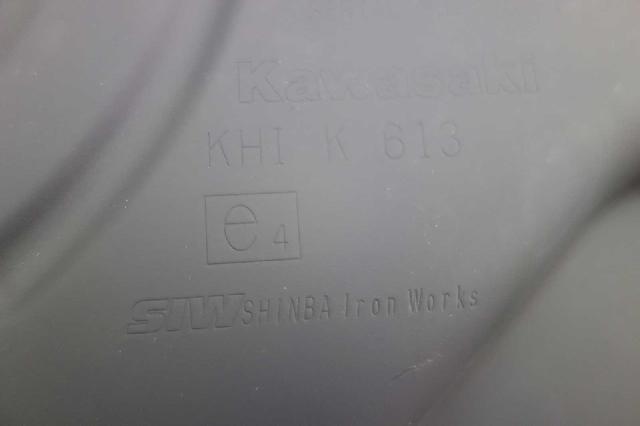 Kawasaki
KHI K 613
e4
SIW SHINBA Iron Works